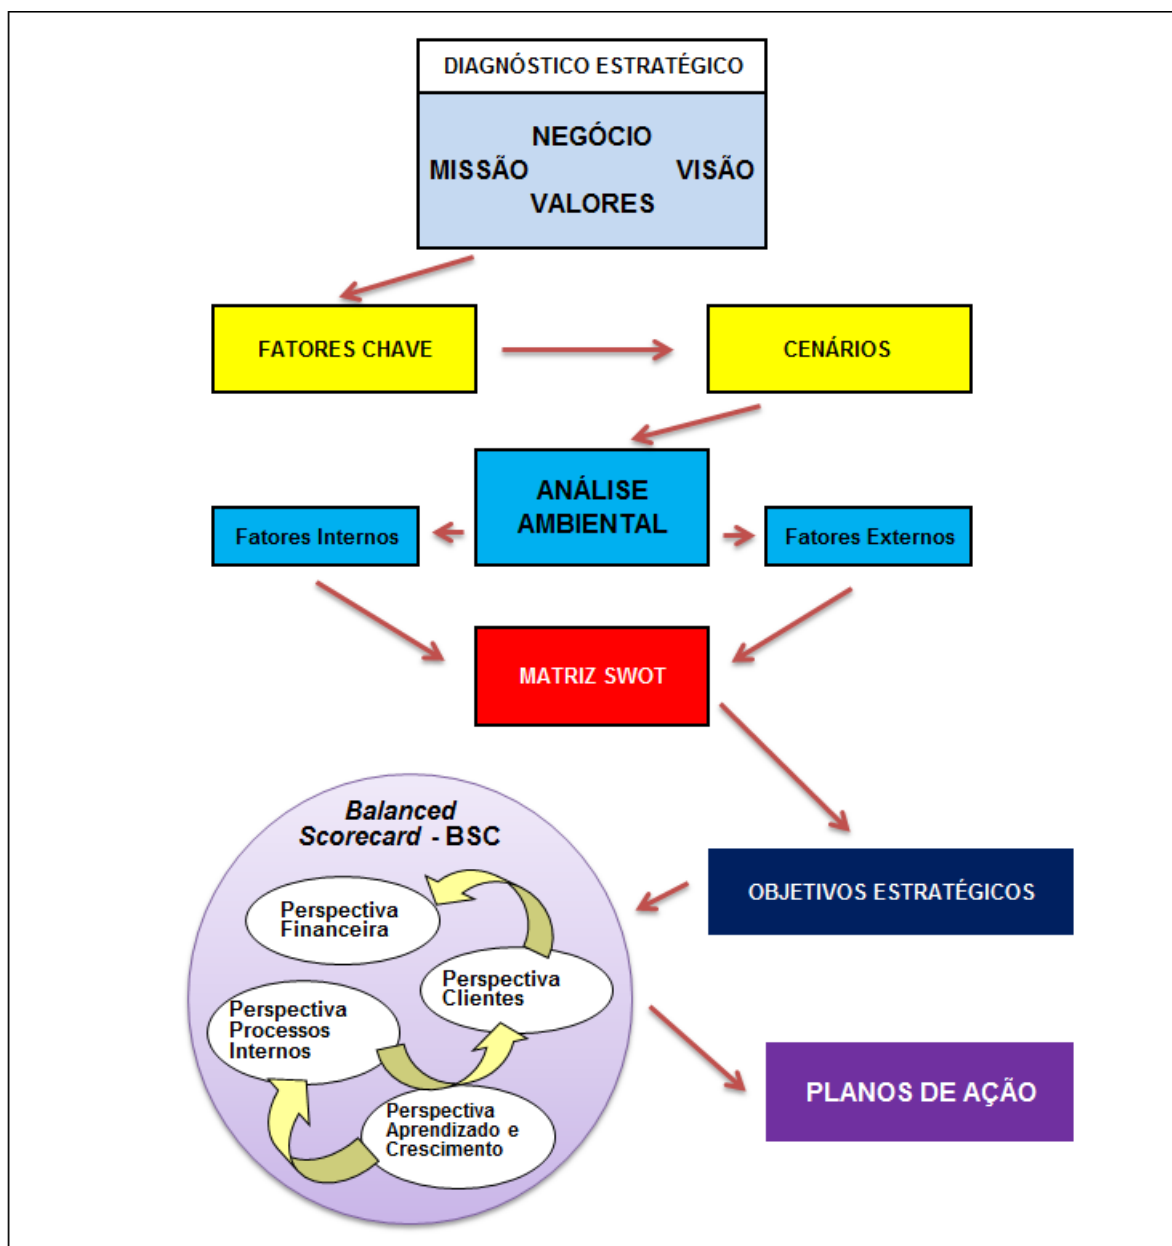 DIAGNÓSTICO ESTRATÉGICO
NEGÓCIO
MISSÃO VISÃO
VALORES
FATORES CHAVE
CENÁRIOS
ANÁLISE
AMBIENTAL
Fatores Internos
Fatores Externos
MATRIZ SWOT
Balanced
Scorecard - BSC
Perspectiva
Financeira
Perspectiva
Clientes
Perspectiva
Processos
Internos
Perspectiva
Aprendizado e
Crescimento
OBJETIVOS ESTRATÉGICOS
PLANOS DE AÇÃO